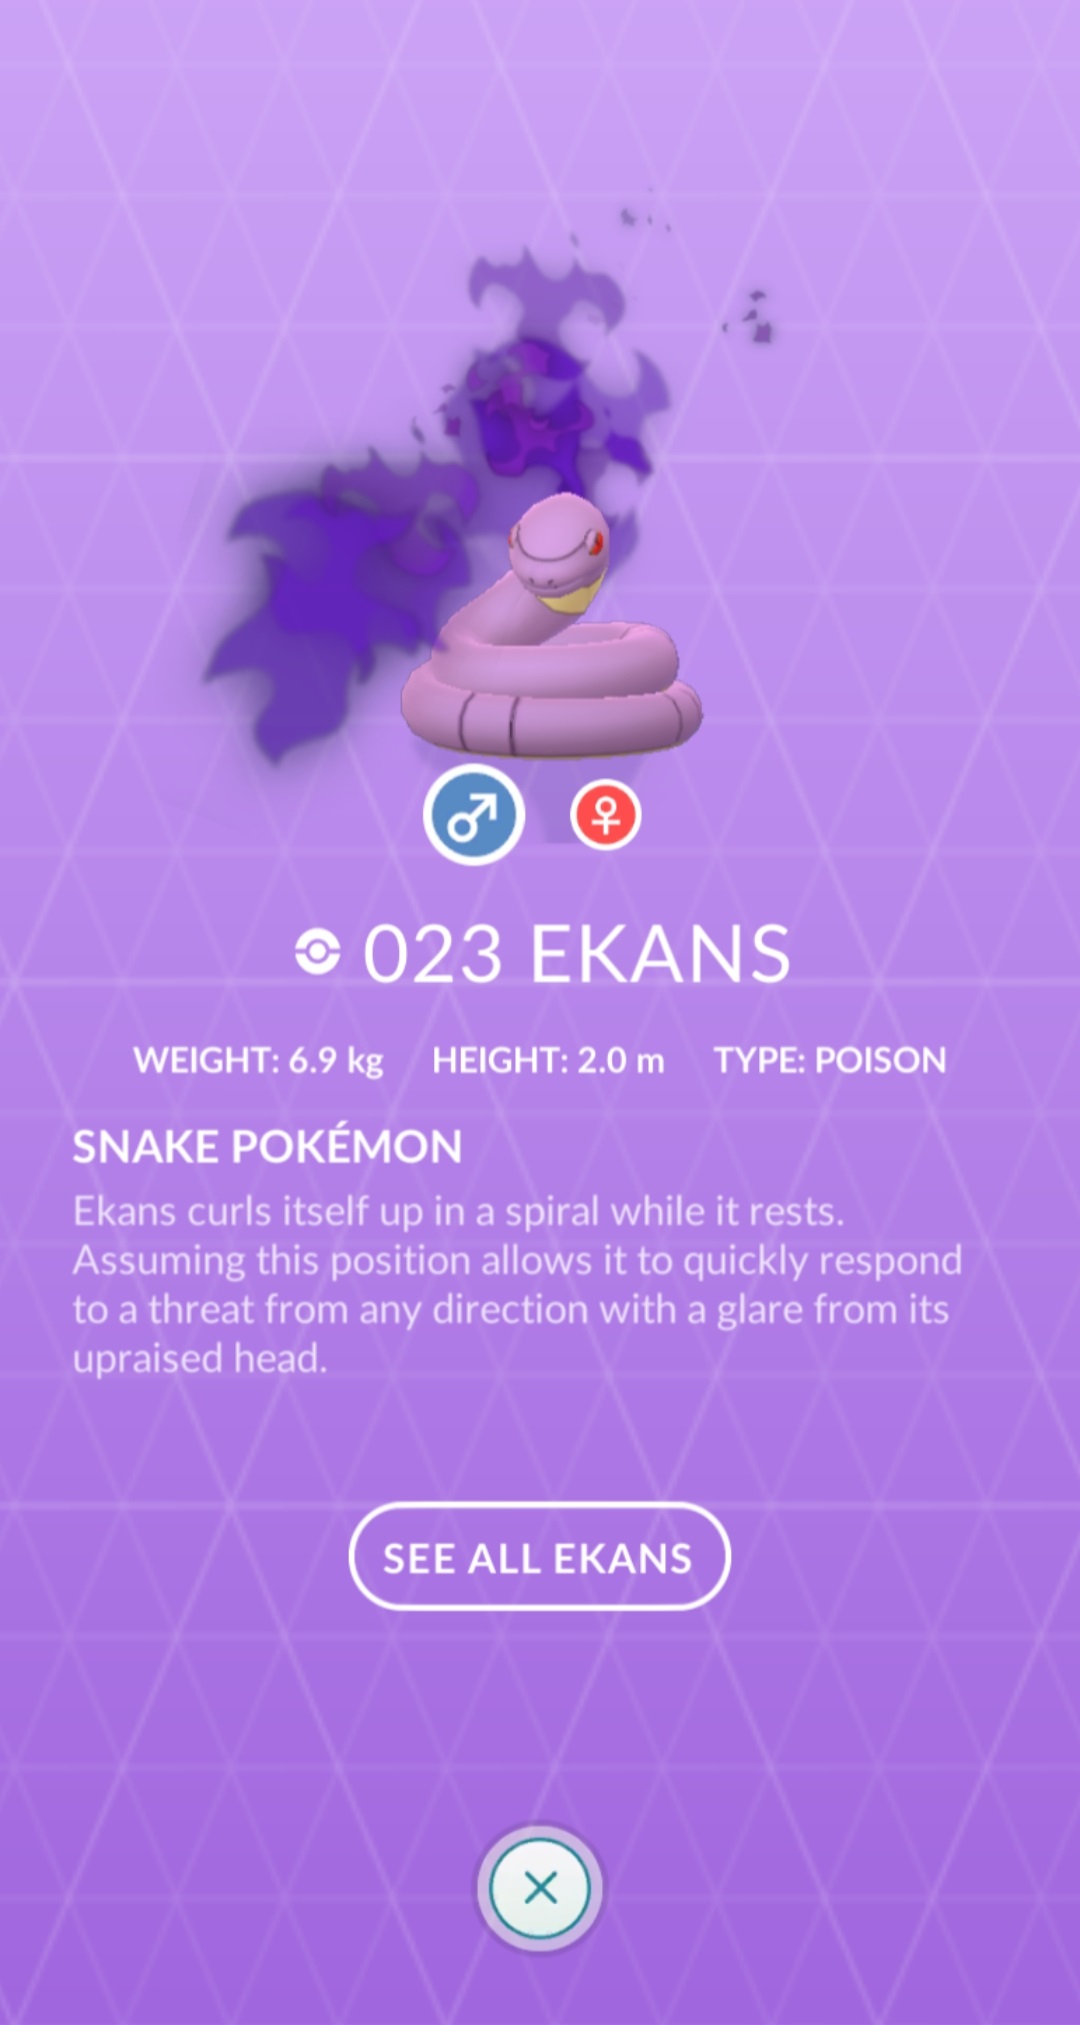 023 EKANS
WEIGHT: 6.9 kg HEIGHT: 2.0 m TYPE: POISON
SNAKE POKÉMON
Ekans curls itself up in a spiral while it rests.
Assuming this position allows it to quickly respond
to a threat from any direction with a glare from its
upraised head.
SEE ALL EKANS